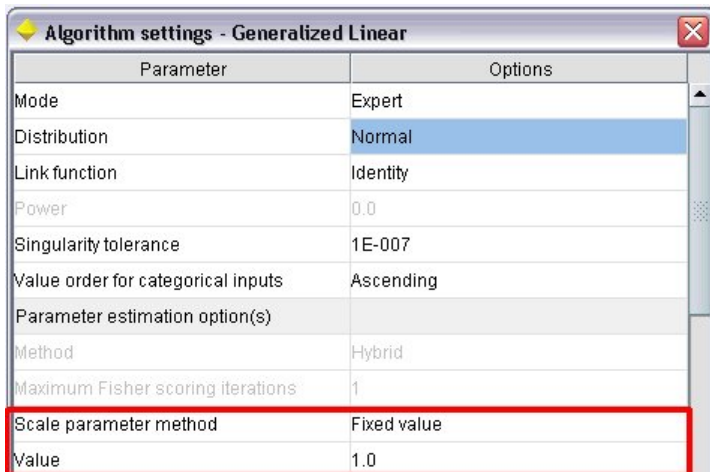 Algorithm settings - Generalized Linear
Parameter Options
Mode Expert
Distribution Normal
Link function Identity
Power 0.0
Singularity tolerance 1E-007
Value order for categorical inputs Ascending
Parameter estimation option(s)
Method Hybrid
Maximum Fisher scoring iterations 1
Scale parameter method Fixed value
Value 1.0